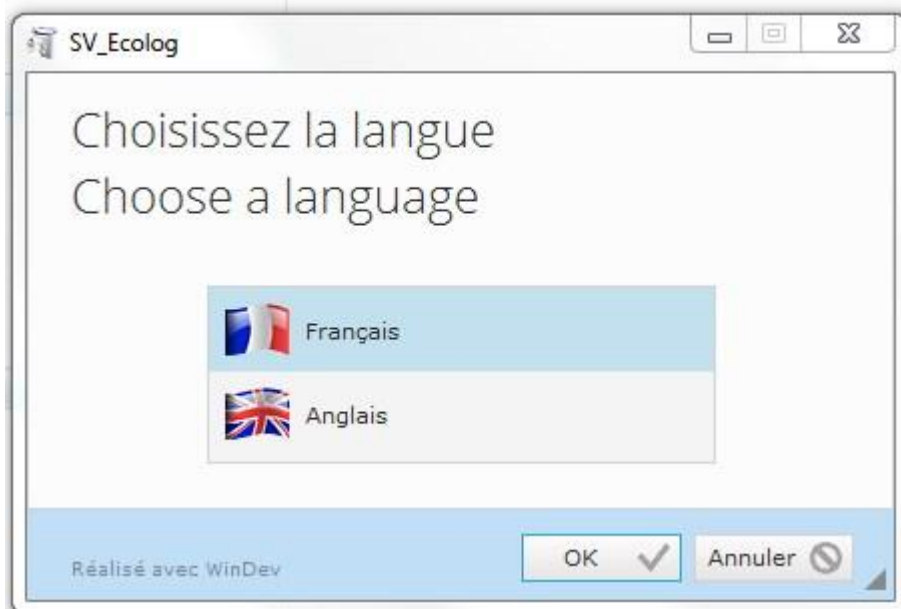 SV_Ecolog
Choisissez la langue
Choose a language
Français
Anglais
Réalisé avec WinDev
OK
Annuler